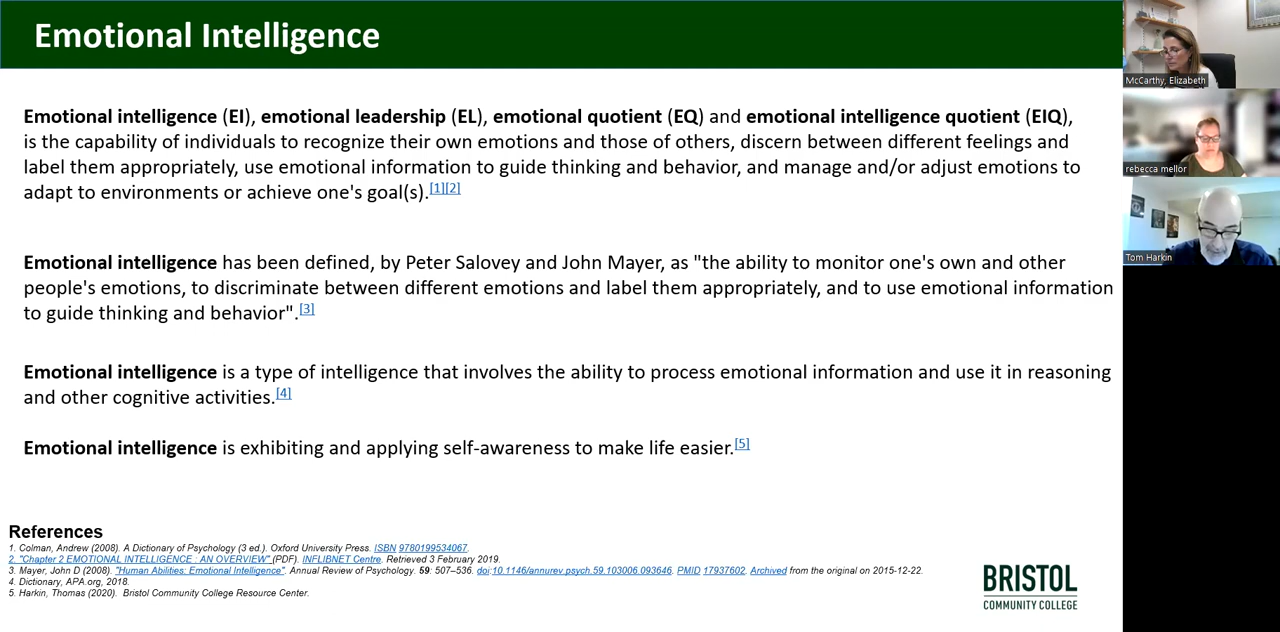 Emotional Intelligence
Emotional intelligence (EI), emotional leadership (EL), emotional quotient (EQ) and emotional intelligence quotient (EIQ),
is the capability of individuals to recognize their own emotions and those of others, discern between different feelings and
label them appropriately, use emotional information to guide thinking and behavior, and manage and/or adjust emotions to
adapt to environments or achieve one's goal(s).[1][2]
Emotional intelligence has been defined, by Peter Salovey and John Mayer, as "the ability to monitor one's own and other
people's emotions, to discriminate between different emotions and label them appropriately, and to use emotional information
to guide thinking and behavior".[3]
Emotional intelligence is a type of intelligence that involves the ability to process emotional information and use it in reasoning
and other cognitive activities.[4]
Emotional intelligence is exhibiting and applying self-awareness to make life easier.[5]
References
1. Colman, Andrew (2008). A Dictionary of Psychology (3 ed.). Oxford University Press. ISBN 9780199534067.
2. "Chapter 2 EMOTIONAL INTELLIGENCE : AN OVERVIEW" (PDF). INFLIBNET Centre. Retrieved 3 February 2019.
3. Mayer, John D (2008). "Human Abilities: Emotional Intelligence". Annual Review of Psychology. 59: 507–536. doi:10.1146/annurev.psych.59.103006.093646. PMID 17937602. Archived from the original on 2015-12-22.
4. Dictionary, APA.org, 2018.
5. Harkin, Thomas (2020). Bristol Community College Resource Center.
BRISTOL
COMMUNITY COLLEGE
McCarthy, Elizabeth
rebecca mellor
Tom Harkin